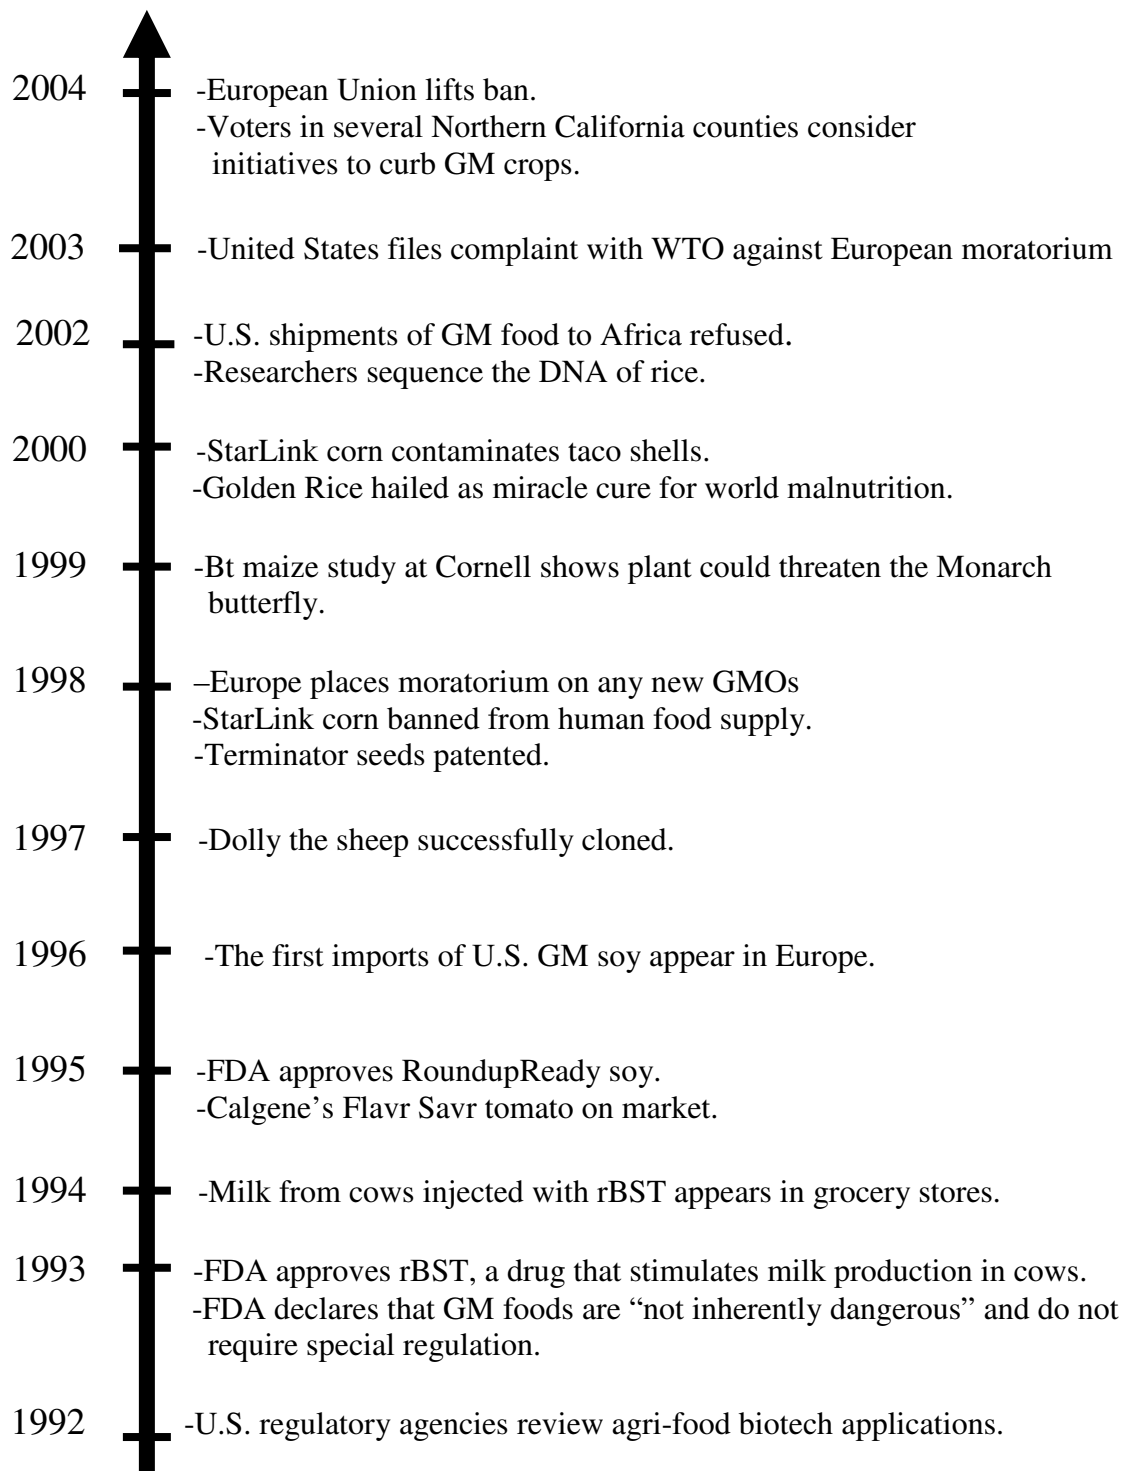 2004 -European Union lifts ban.
-Voters in several Northern California counties consider
initiatives to curb GM crops.
2003 -United States files complaint with WTO against European moratorium
2002 -U.S. shipments of GM food to Africa refused.
-Researchers sequence the DNA of rice.
2000 -StarLink corn contaminates taco shells.
-Golden Rice hailed as miracle cure for world malnutrition.
1999 -Bt maize study at Cornell shows plant could threaten the Monarch
butterfly.
1998 –Europe places moratorium on any new GMOs
-StarLink corn banned from human food supply.
-Terminator seeds patented.
1997 -Dolly the sheep successfully cloned.
1996 -The first imports of U.S. GM soy appear in Europe.
1995 -FDA approves RoundupReady soy.
-Calgene’s Flavr Savr tomato on market.
1994 -Milk from cows injected with rBST appears in grocery stores.
1993 -FDA approves rBST, a drug that stimulates milk production in cows.
-FDA declares that GM foods are “not inherently dangerous” and do not
require special regulation.
1992 -U.S. regulatory agencies review agri-food biotech applications.